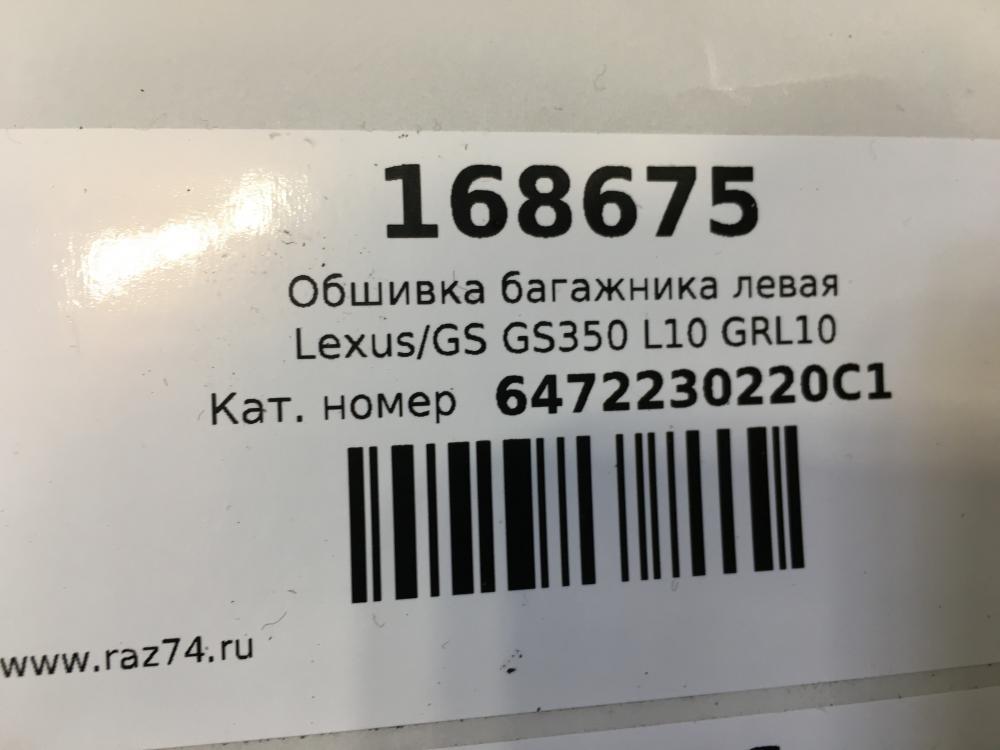 168675
Обшивка багажника левая
Lexus/GS GS350 L10 GRL10
Кат. номер 6472230220C1
www.raz74.ru